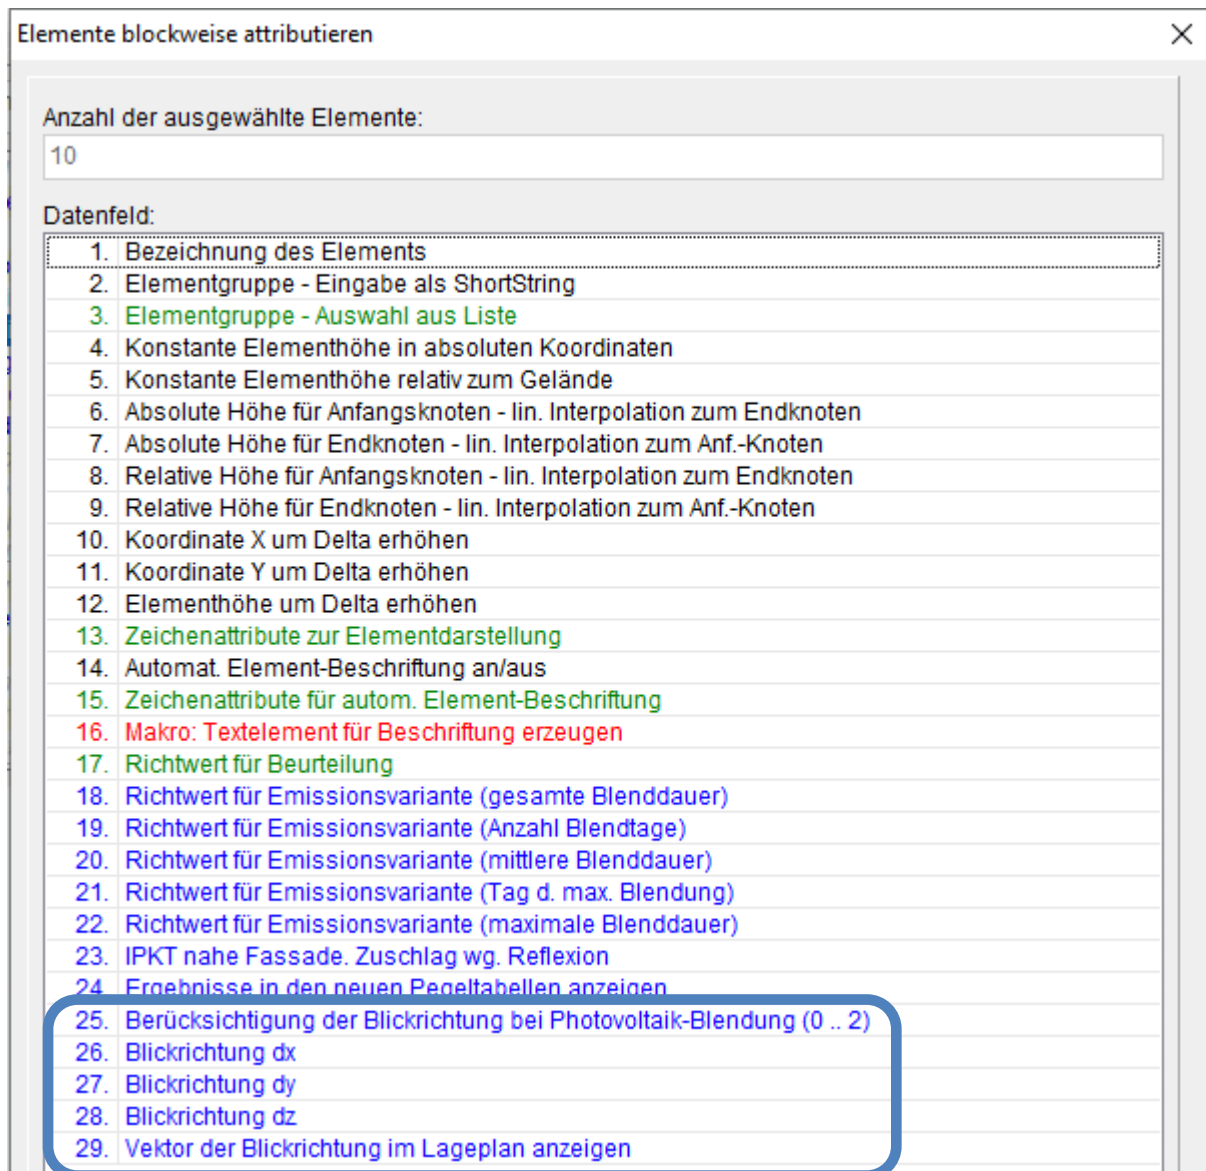 Elemente blockweise attributieren
Anzahl der ausgewählte Elemente:
10
Datenfeld:
1. Bezeichnung des Elements
2. Elementgruppe - Eingabe als ShortString
3. Elementgruppe - Auswahl aus Liste
4. Konstante Elementhöhe in absoluten Koordinaten
5. Konstante Elementhöhe relativ zum Gelände
6. Absolute Höhe für Anfangsknoten - lin. Interpolation zum Endknoten
7. Absolute Höhe für Endknoten - lin. Interpolation zum Anf.-Knoten
8. Relative Höhe für Anfangsknoten - lin. Interpolation zum Endknoten
9. Relative Höhe für Endknoten - lin. Interpolation zum Anf.-Knoten
10. Koordinate X um Delta erhöhen
11. Koordinate Y um Delta erhöhen
12. Elementhöhe um Delta erhöhen
13. Zeichenattribute zur Elementdarstellung
14. Automat. Element-Beschriftung an/aus
15. Zeichenattribute für autom. Element-Beschriftung
16. Makro: Textelement für Beschriftung erzeugen
17. Richtwert für Beurteilung
18. Richtwert für Emissionsvariante (gesamte Blenddauer)
19. Richtwert für Emissionsvariante (Anzahl Blendtage)
20. Richtwert für Emissionsvariante (mittlere Blenddauer)
21. Richtwert für Emissionsvariante (Tag d. max. Blendung)
22. Richtwert für Emissionsvariante (maximale Blenddauer)
23. IPKT nahe Fassade. Zuschlag wg. Reflexion
24. Ergebnisse in den neuen Pegeltabellen anzeigen
25. Berücksichtigung der Blickrichtung bei Photovoltaik-Blendung (0 .. 2)
26. Blickrichtung dx
27. Blickrichtung dy
28. Blickrichtung dz
29. Vektor der Blickrichtung im Lageplan anzeigen